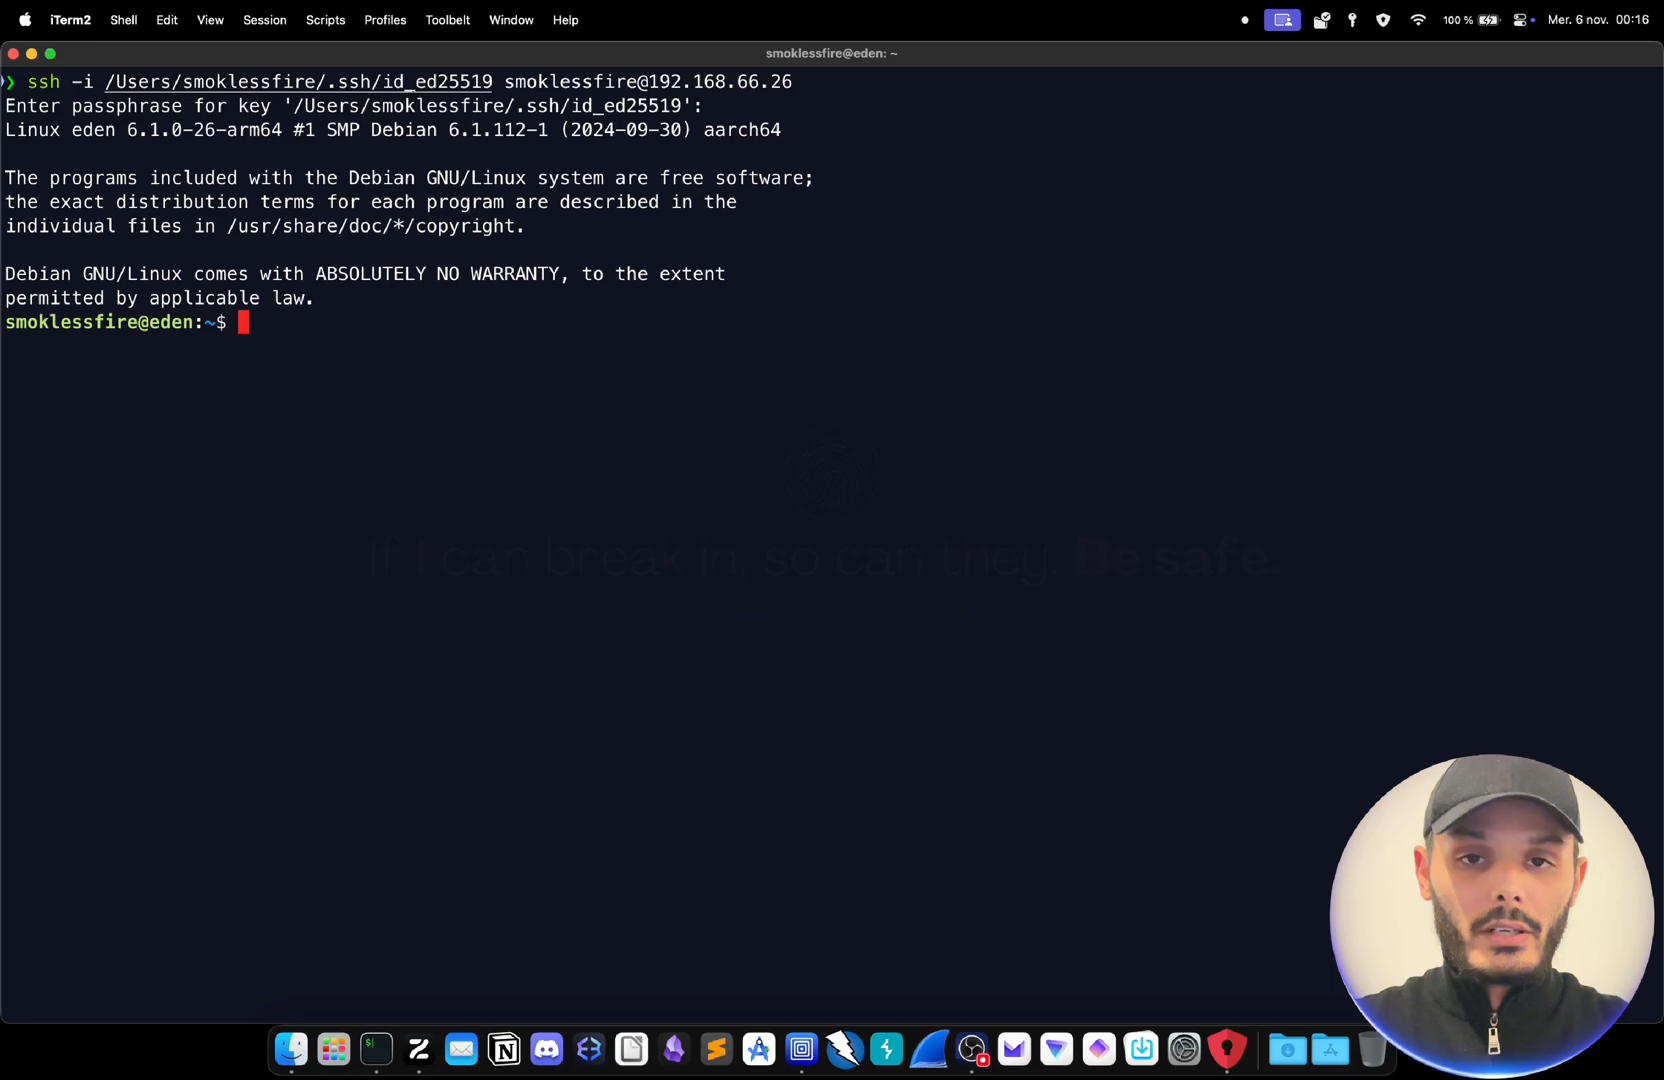 iTerm2 Shell Edit View Session Scripts Profiles Toolbelt Window Help 100 % Mer. 6 nov. 00:16
smoklessfire@eden: ~
❯ ssh -i /Users/smoklessfire/.ssh/id_ed25519 smoklessfire@192.168.66.26
Enter passphrase for key '/Users/smoklessfire/.ssh/id_ed25519':
Linux eden 6.1.0-26-arm64 #1 SMP Debian 6.1.112-1 (2024-09-30) aarch64
The programs included with the Debian GNU/Linux system are free software;
the exact distribution terms for each program are described in the
individual files in /usr/share/doc/*/copyright.
Debian GNU/Linux comes with ABSOLUTELY NO WARRANTY, to the extent
permitted by applicable law.
smoklessfire@eden:~$
If I can break in, so can they. Be safe.